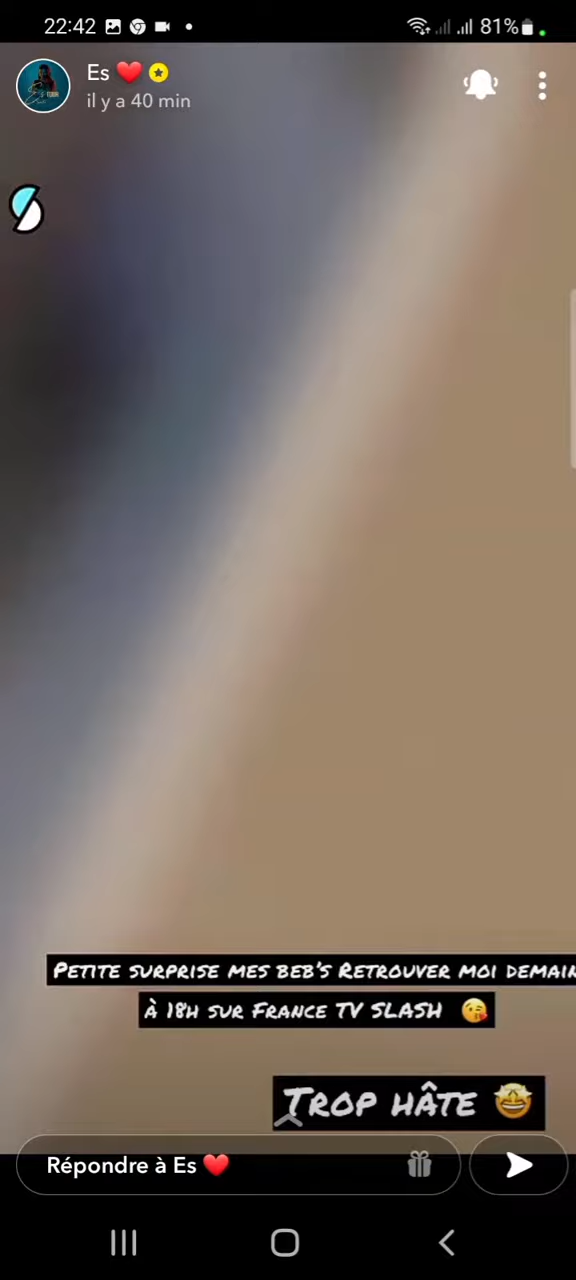 22:42
81%
Es ❤️
il y a 40 min
PETITE SURPRISE MES BEB'S RETROUVER MOI DEMAIN
À 18H SUR FRANCE TV SLASH 😘
TROP HÂTE 🤩
Répondre à Es ❤️